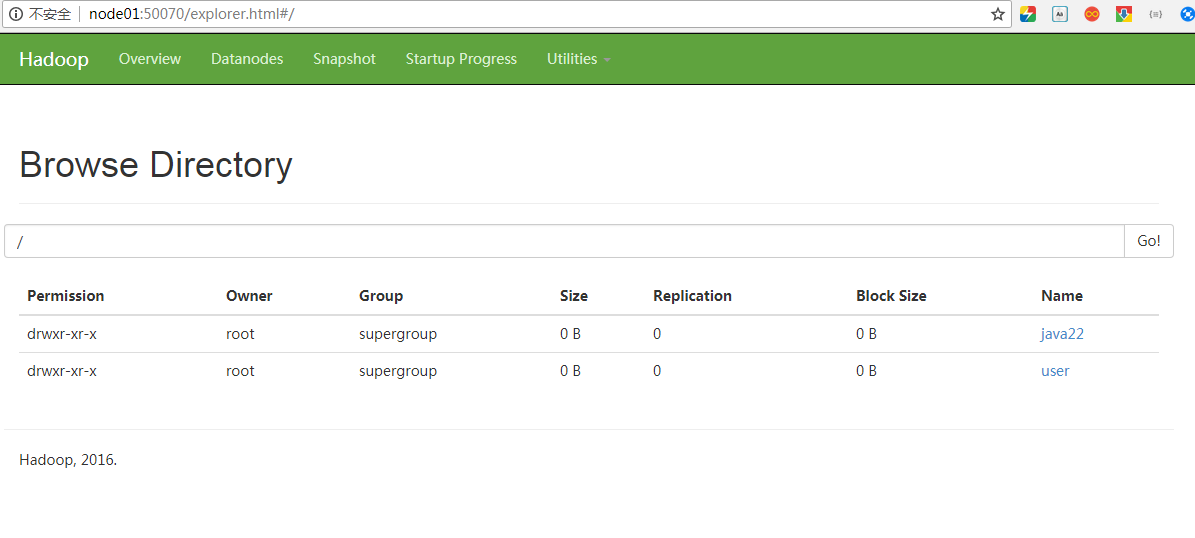 不安全 node01:50070/explorer.html#/
Hadoop Overview Datanodes Snapshot Startup Progress Utilities
Browse Directory
/ Go!
Permission Owner Group Size Replication Block Size Name
drwxr-xr-x root supergroup 0 B 0 0 B java22
drwxr-xr-x root supergroup 0 B 0 0 B user
Hadoop, 2016.